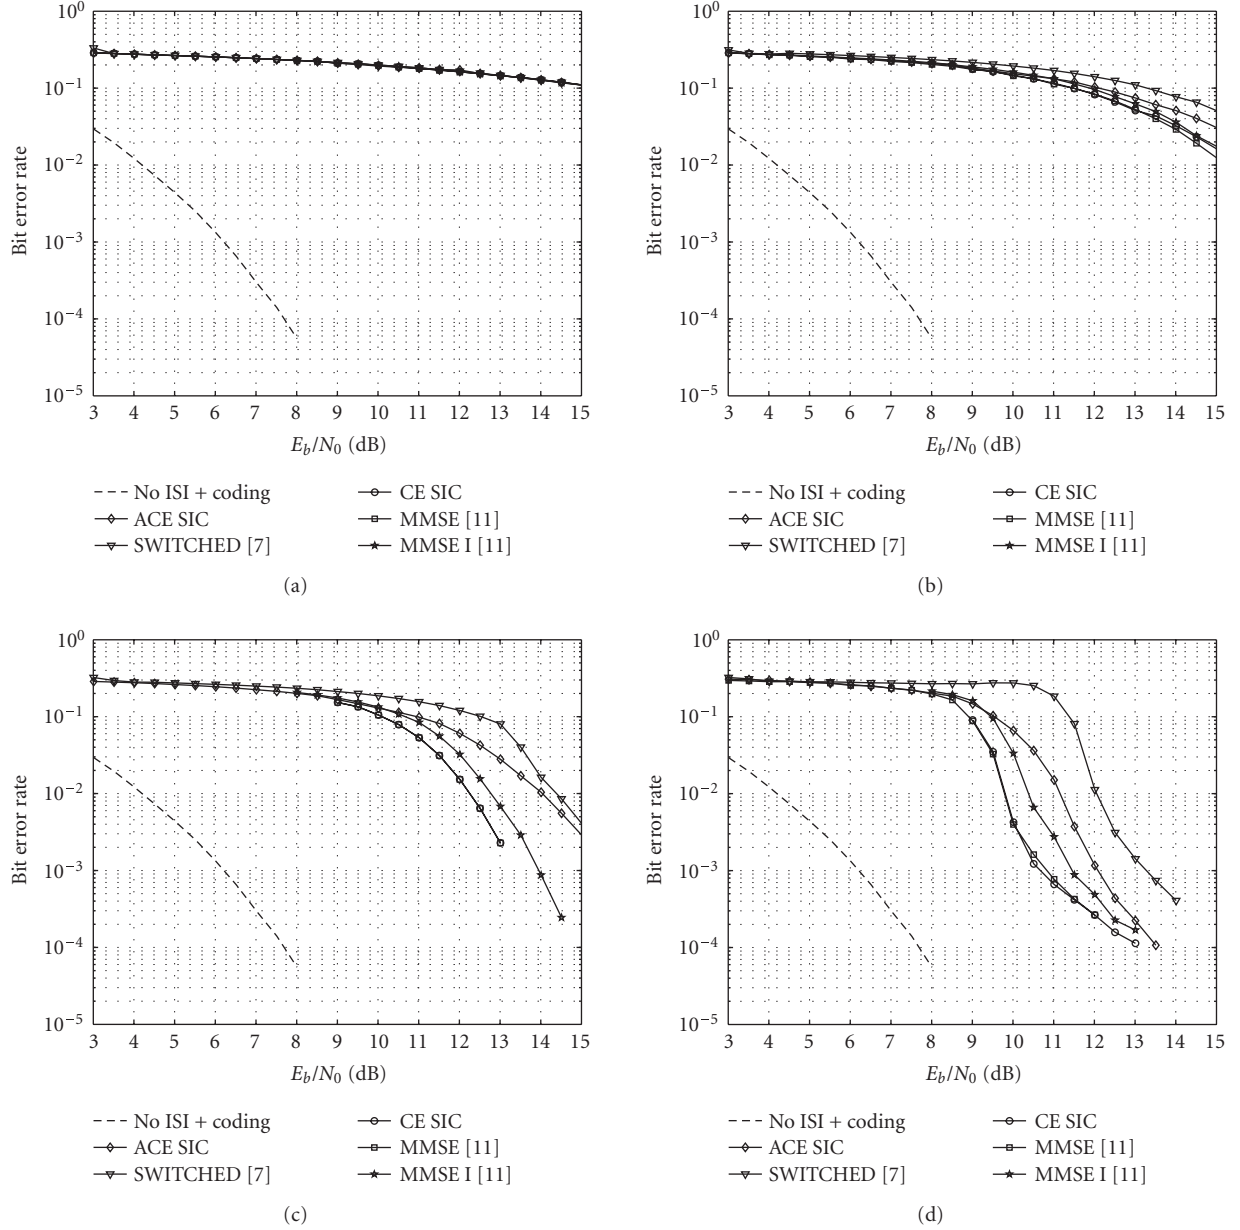 10⁰
10⁻¹
10⁻²
10⁻³
10⁻⁴
10⁻⁵
Bit error rate
3 4 5 6 7 8 9 10 11 12 13 14 15
E_b/N_0 (dB)
No ISI + coding
ACE SIC
SWITCHED [7]
CE SIC
MMSE [11]
MMSE I [11]
(a)
10⁰
10⁻¹
10⁻²
10⁻³
10⁻⁴
10⁻⁵
Bit error rate
3 4 5 6 7 8 9 10 11 12 13 14 15
E_b/N_0 (dB)
No ISI + coding
ACE SIC
SWITCHED [7]
CE SIC
MMSE [11]
MMSE I [11]
(b)
10⁰
10⁻¹
10⁻²
10⁻³
10⁻⁴
10⁻⁵
Bit error rate
3 4 5 6 7 8 9 10 11 12 13 14 15
E_b/N_0 (dB)
No ISI + coding
ACE SIC
SWITCHED [7]
CE SIC
MMSE [11]
MMSE I [11]
(c)
10⁰
10⁻¹
10⁻²
10⁻³
10⁻⁴
10⁻⁵
Bit error rate
3 4 5 6 7 8 9 10 11 12 13 14 15
E_b/N_0 (dB)
No ISI + coding
ACE SIC
SWITCHED [7]
CE SIC
MMSE [11]
MMSE I [11]
(d)